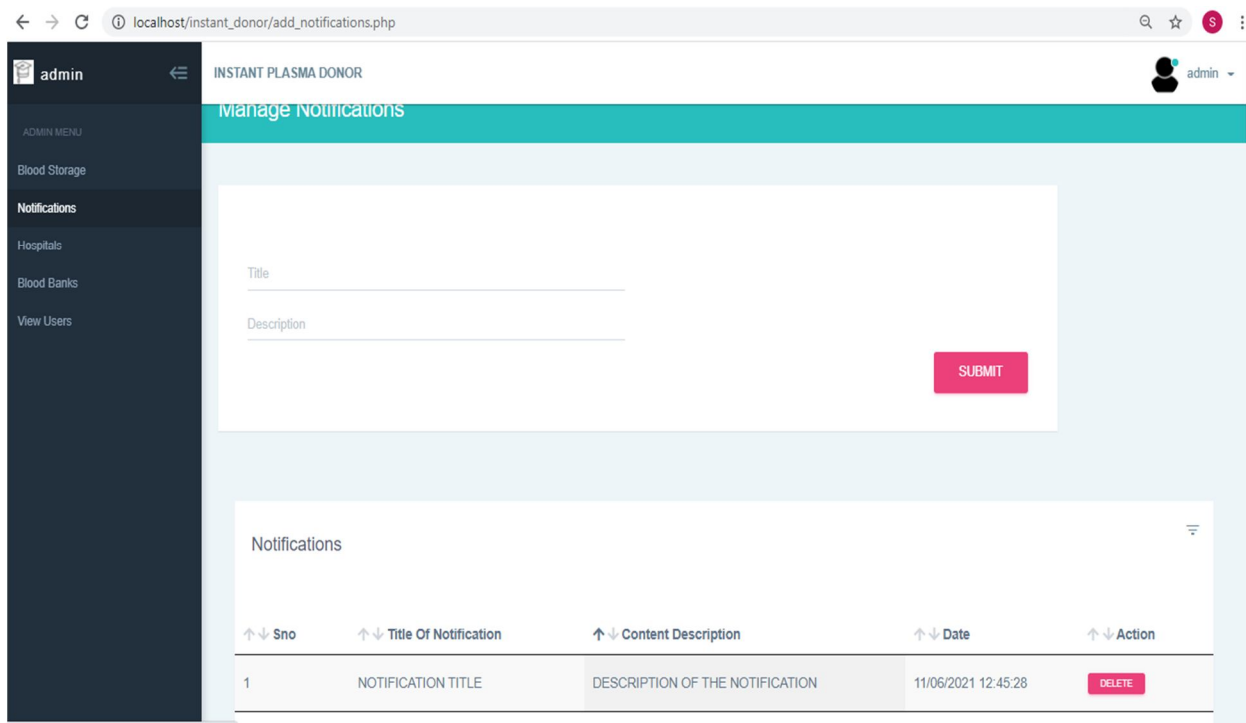 localhost/instant_donor/add_notifications.php
S
admin
INSTANT PLASMA DONOR
admin
Manage Notifications
ADMIN MENU
Blood Storage
Notifications
Hospitals
Blood Banks
View Users
Title
Description
SUBMIT
Notifications
Sno Title Of Notification Content Description Date Action
1 NOTIFICATION TITLE DESCRIPTION OF THE NOTIFICATION 11/06/2021 12:45:28 DELETE